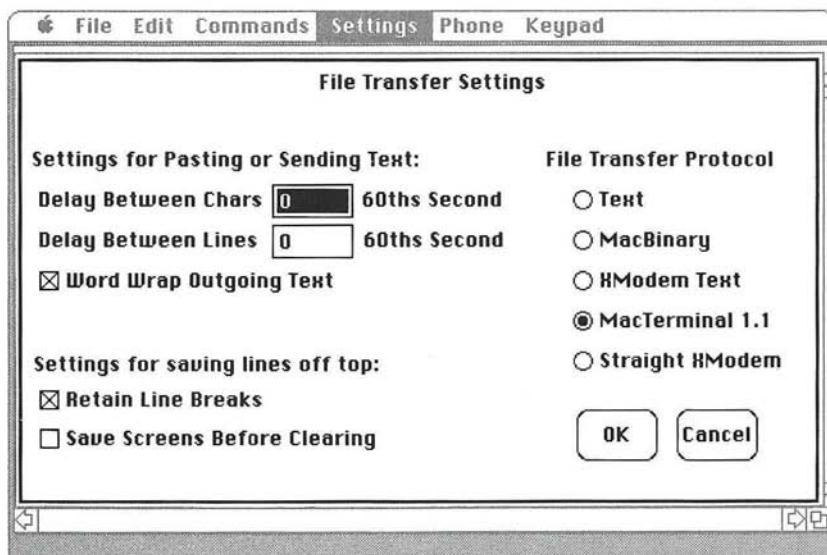 File Edit Commands Settings Phone Keypad
File Transfer Settings
Settings for Pasting or Sending Text:
Delay Between Chars 0 60ths Second
Delay Between Lines 0 60ths Second
Word Wrap Outgoing Text
Settings for saving lines off top:
Retain Line Breaks
Save Screens Before Clearing
File Transfer Protocol
Text
MacBinary
XModem Text
MacTerminal 1.1
Straight XModem
OK Cancel